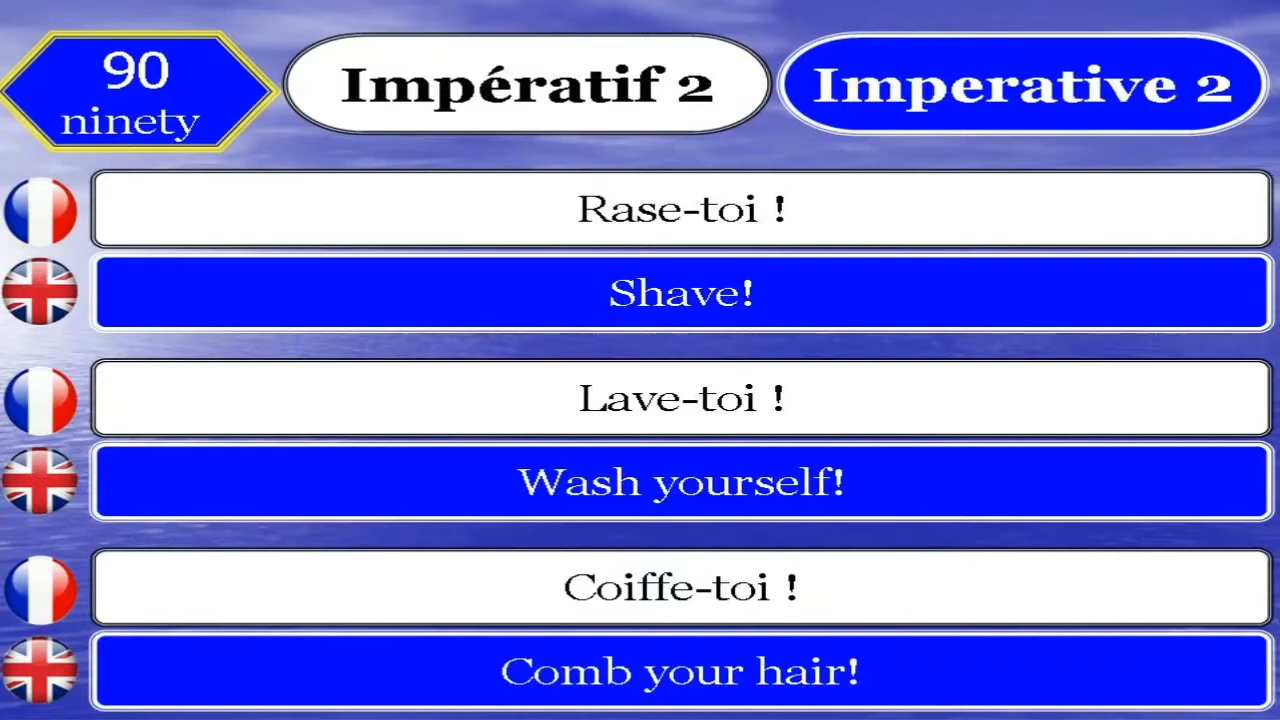 90
ninety
Impératif 2
Imperative 2
Rase-toi !
Shave!
Lave-toi !
Wash yourself!
Coiffe-toi !
Comb your hair!